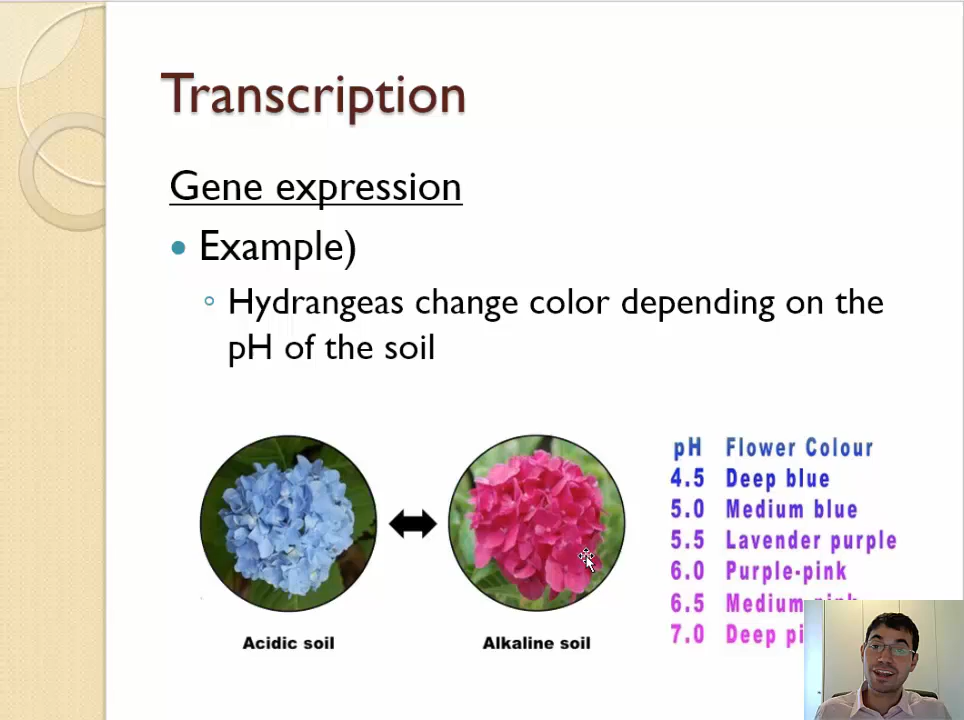 Transcription
Gene expression
Example)
Hydrangeas change color depending on the
pH of the soil
pH Flower Colour
4.5 Deep blue
5.0 Medium blue
5.5 Lavender purple
6.0 Purple-pink
6.5 Medium pink
7.0 Deep
Acidic soil
Alkaline soil